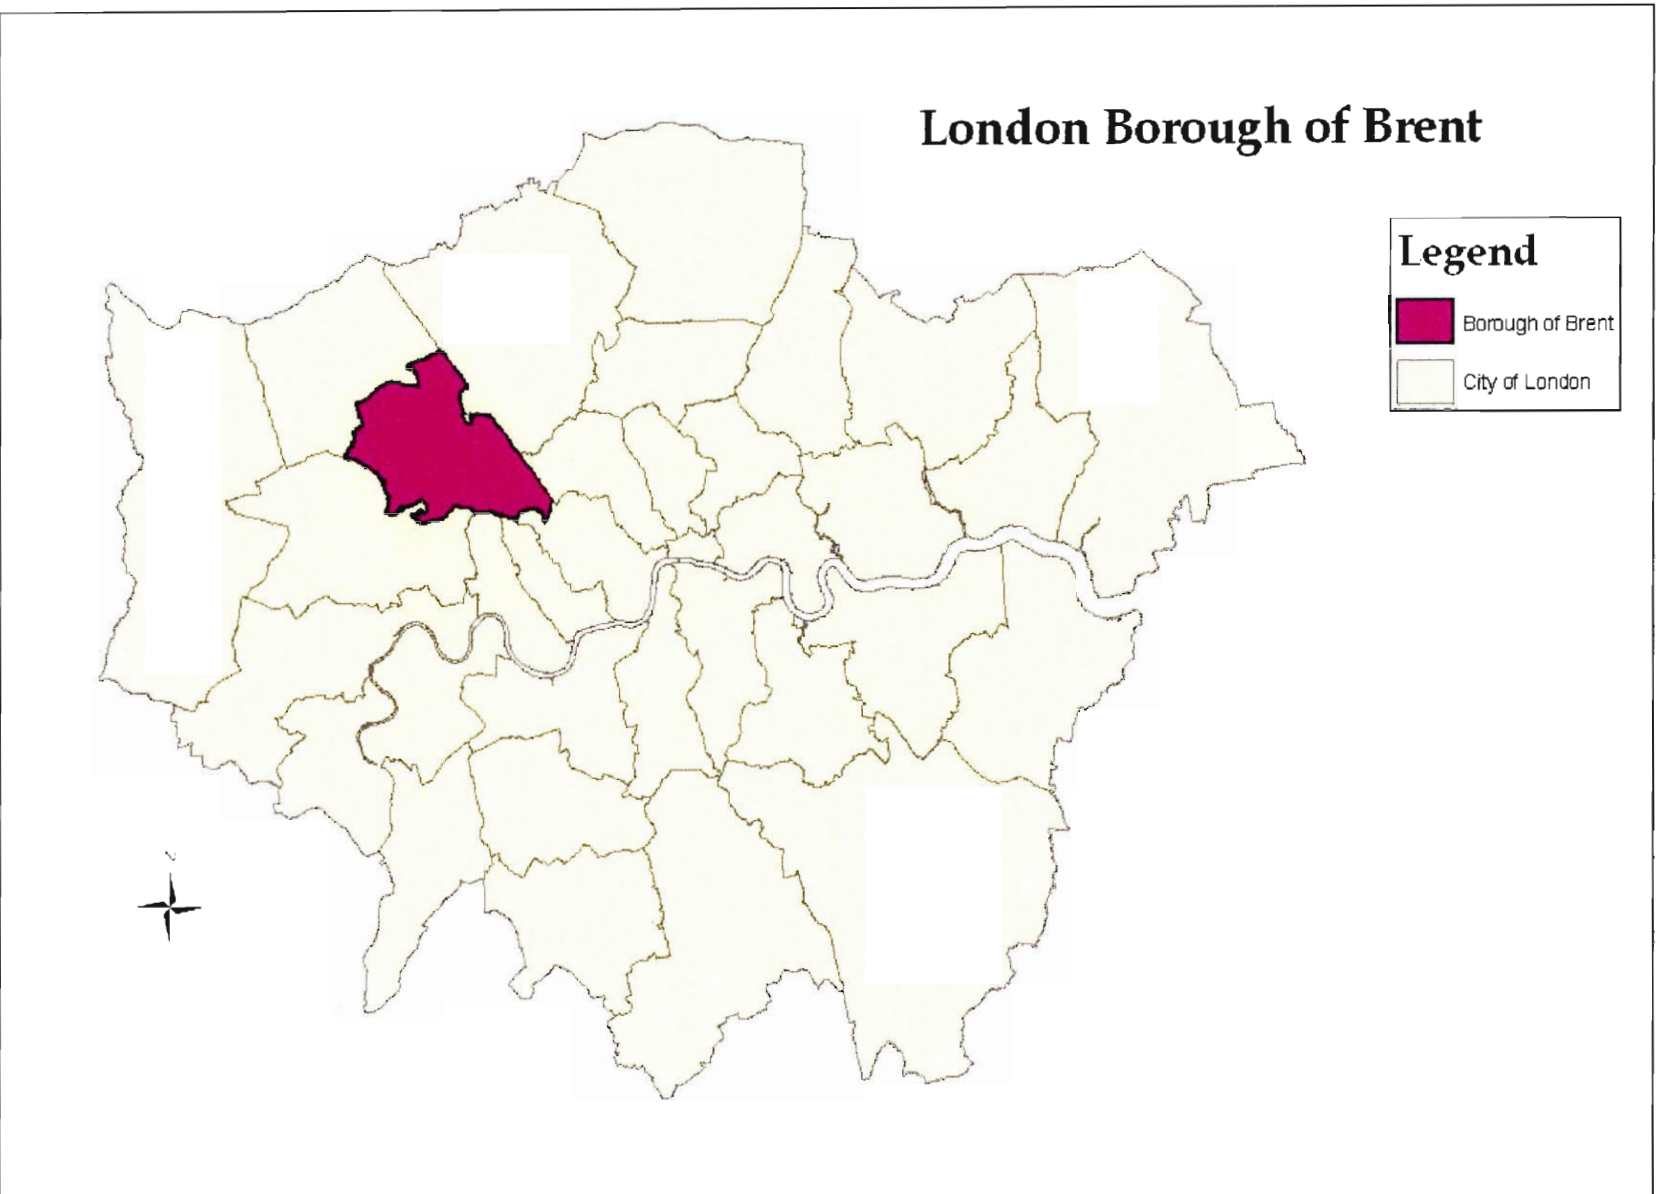 London Borough of Brent
Legend
Borough of Brent
City of London
N